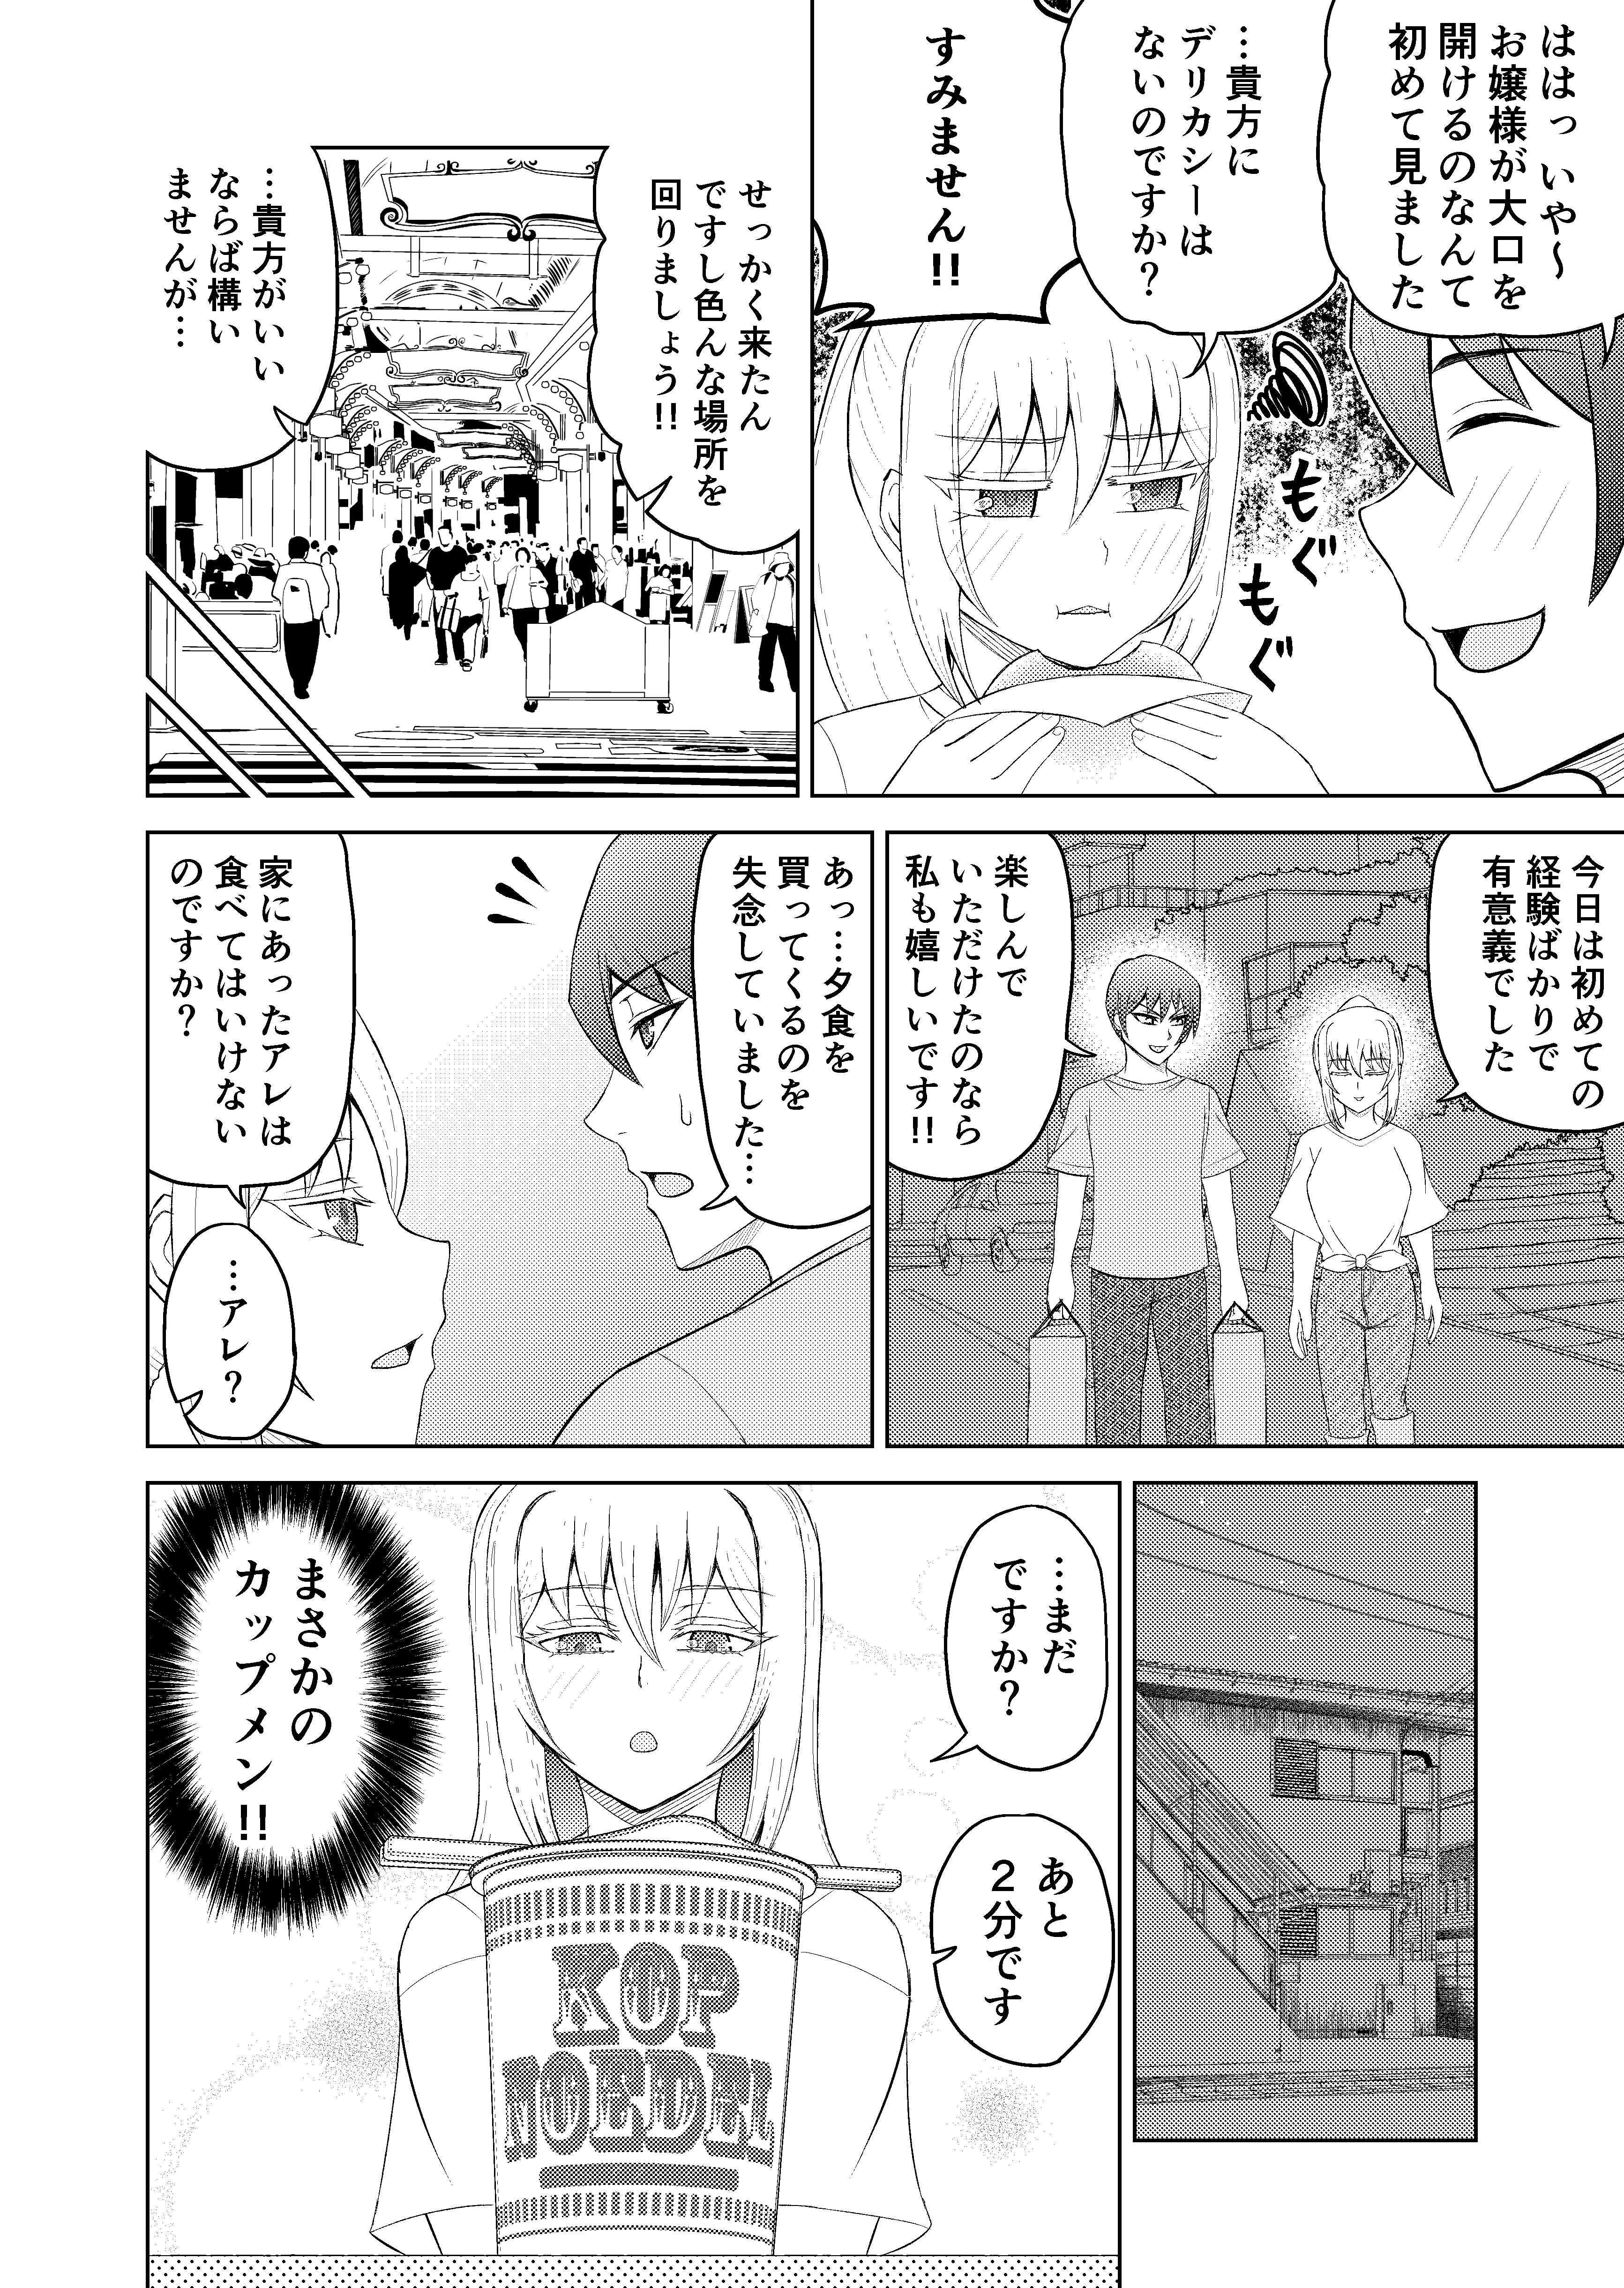 ははっ いや〜
お嬢様が大口を
開けるのなんて
初めて見ました
…貴方に
デリカシーは
ないのですか？
すみません!!
もぐ
もぐ
せっかく来たん
ですし色んな場所を
回りましょう!!
…貴方がいい
ならば構い
ませんが…
今日は初めての
経験ばかりで
有意義でした
楽しんで
いただけたのなら
私も嬉しいです!!
あっ…夕食を
買ってくるのを
失念していました…
家にあったアレは
食べてはいけない
のですか？
…アレ？
…まだ
ですか？
あと
２分です
まさかの
カップメン!!
KOP
NOEDEL